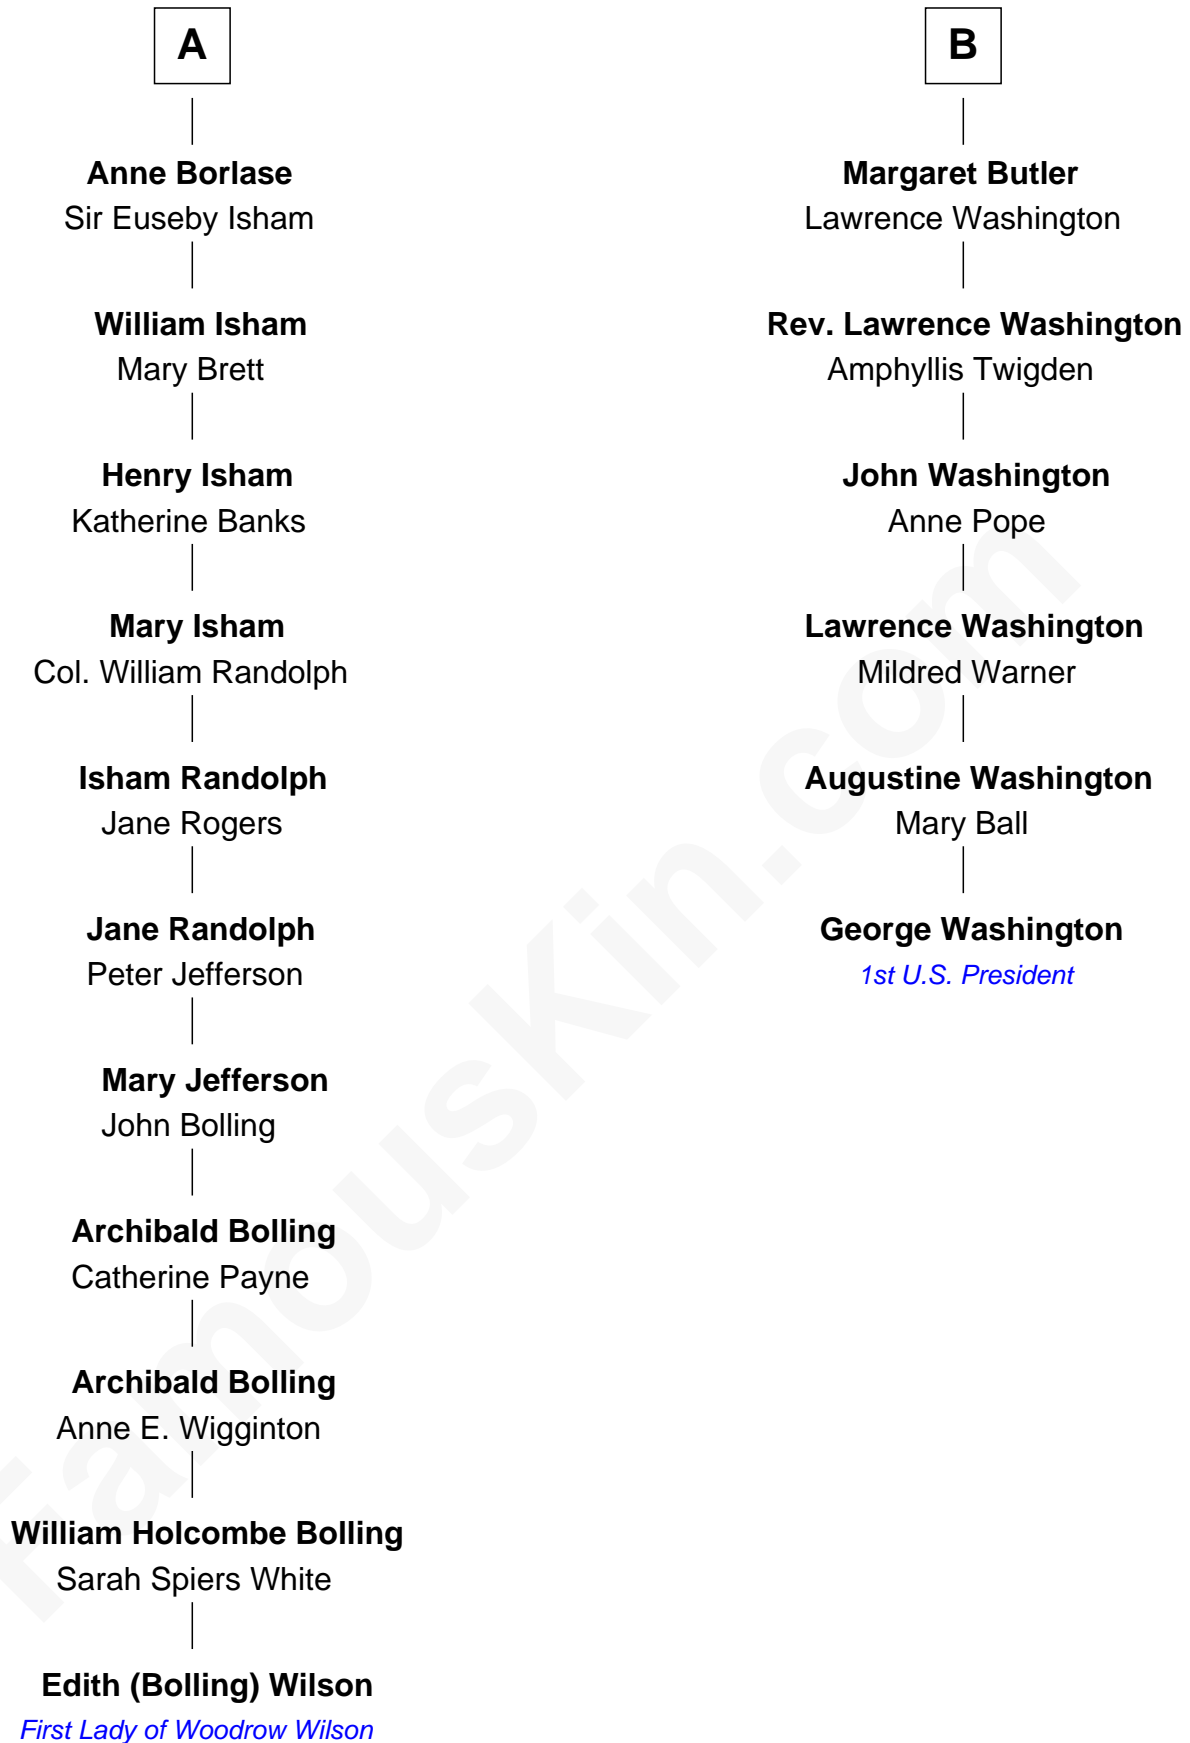 A
Anne Borlase
Sir Euseby Isham
William Isham
Mary Brett
Henry Isham
Katherine Banks
Mary Isham
Col. William Randolph
Isham Randolph
Jane Rogers
Jane Randolph
Peter Jefferson
Mary Jefferson
John Bolling
Archibald Bolling
Catherine Payne
Archibald Bolling
Anne E. Wigginton
William Holcombe Bolling
Sarah Spiers White
Edith (Bolling) Wilson
First Lady of Woodrow Wilson
B
Margaret Butler
Lawrence Washington
Rev. Lawrence Washington
Amphyllis Twigden
John Washington
Anne Pope
Lawrence Washington
Mildred Warner
Augustine Washington
Mary Ball
George Washington
1st U.S. President
FamousKin.com